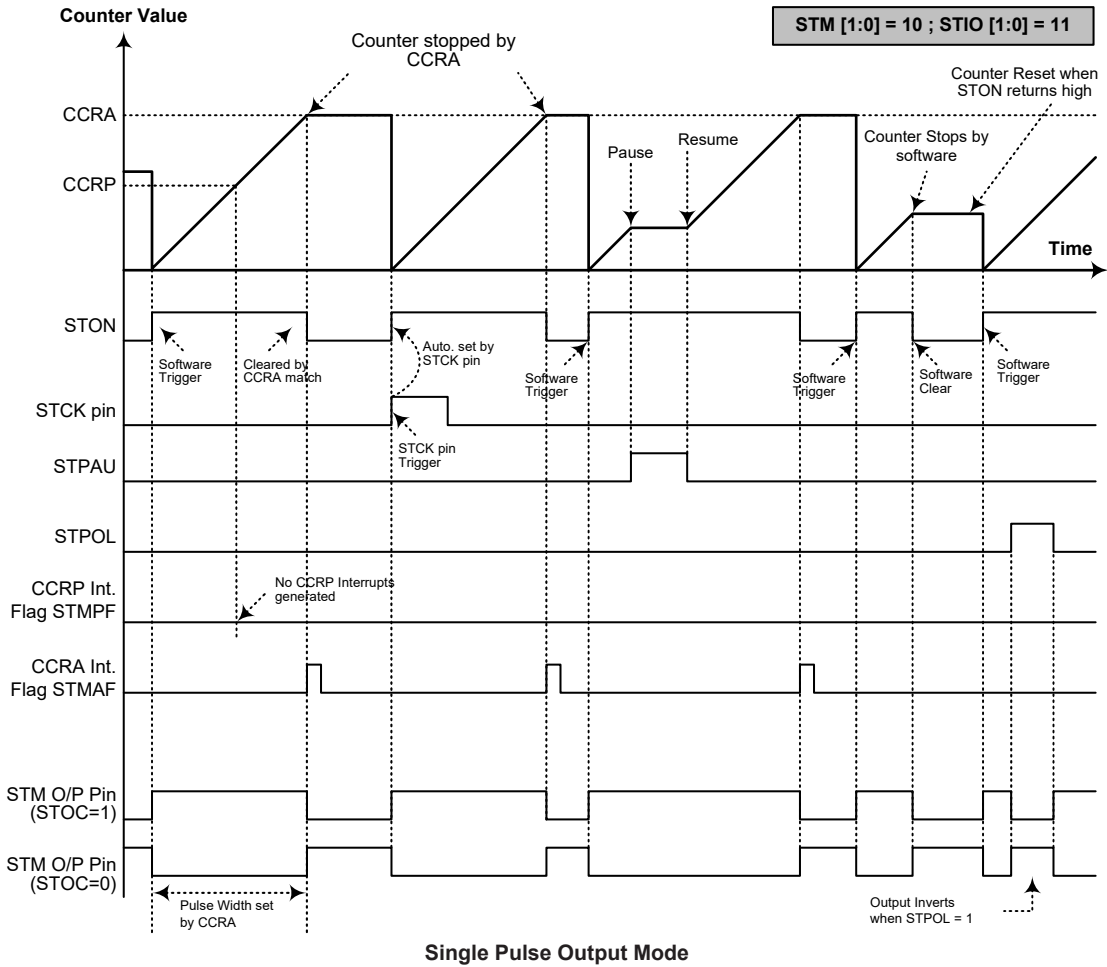 Counter Value
STM [1:0] = 10 ; STIO [1:0] = 11
Counter stopped by
CCRA
Counter Reset when
STON returns high
CCRA
Pause
Resume
Counter Stops by
software
CCRP
Time
STON
Software
Trigger
Cleared by
CCRA match
Auto. set by
STCK pin
Software
Trigger
Software
Trigger
Software
Clear
Software
Trigger
STCK pin
STCK pin
Trigger
STPAU
STPOL
CCRP Int.
Flag STMPF
No CCRP Interrupts
generated
CCRA Int.
Flag STMAF
STM O/P Pin
(STOC=1)
STM O/P Pin
(STOC=0)
Pulse Width set
by CCRA
Output Inverts
when STPOL = 1
Single Pulse Output Mode